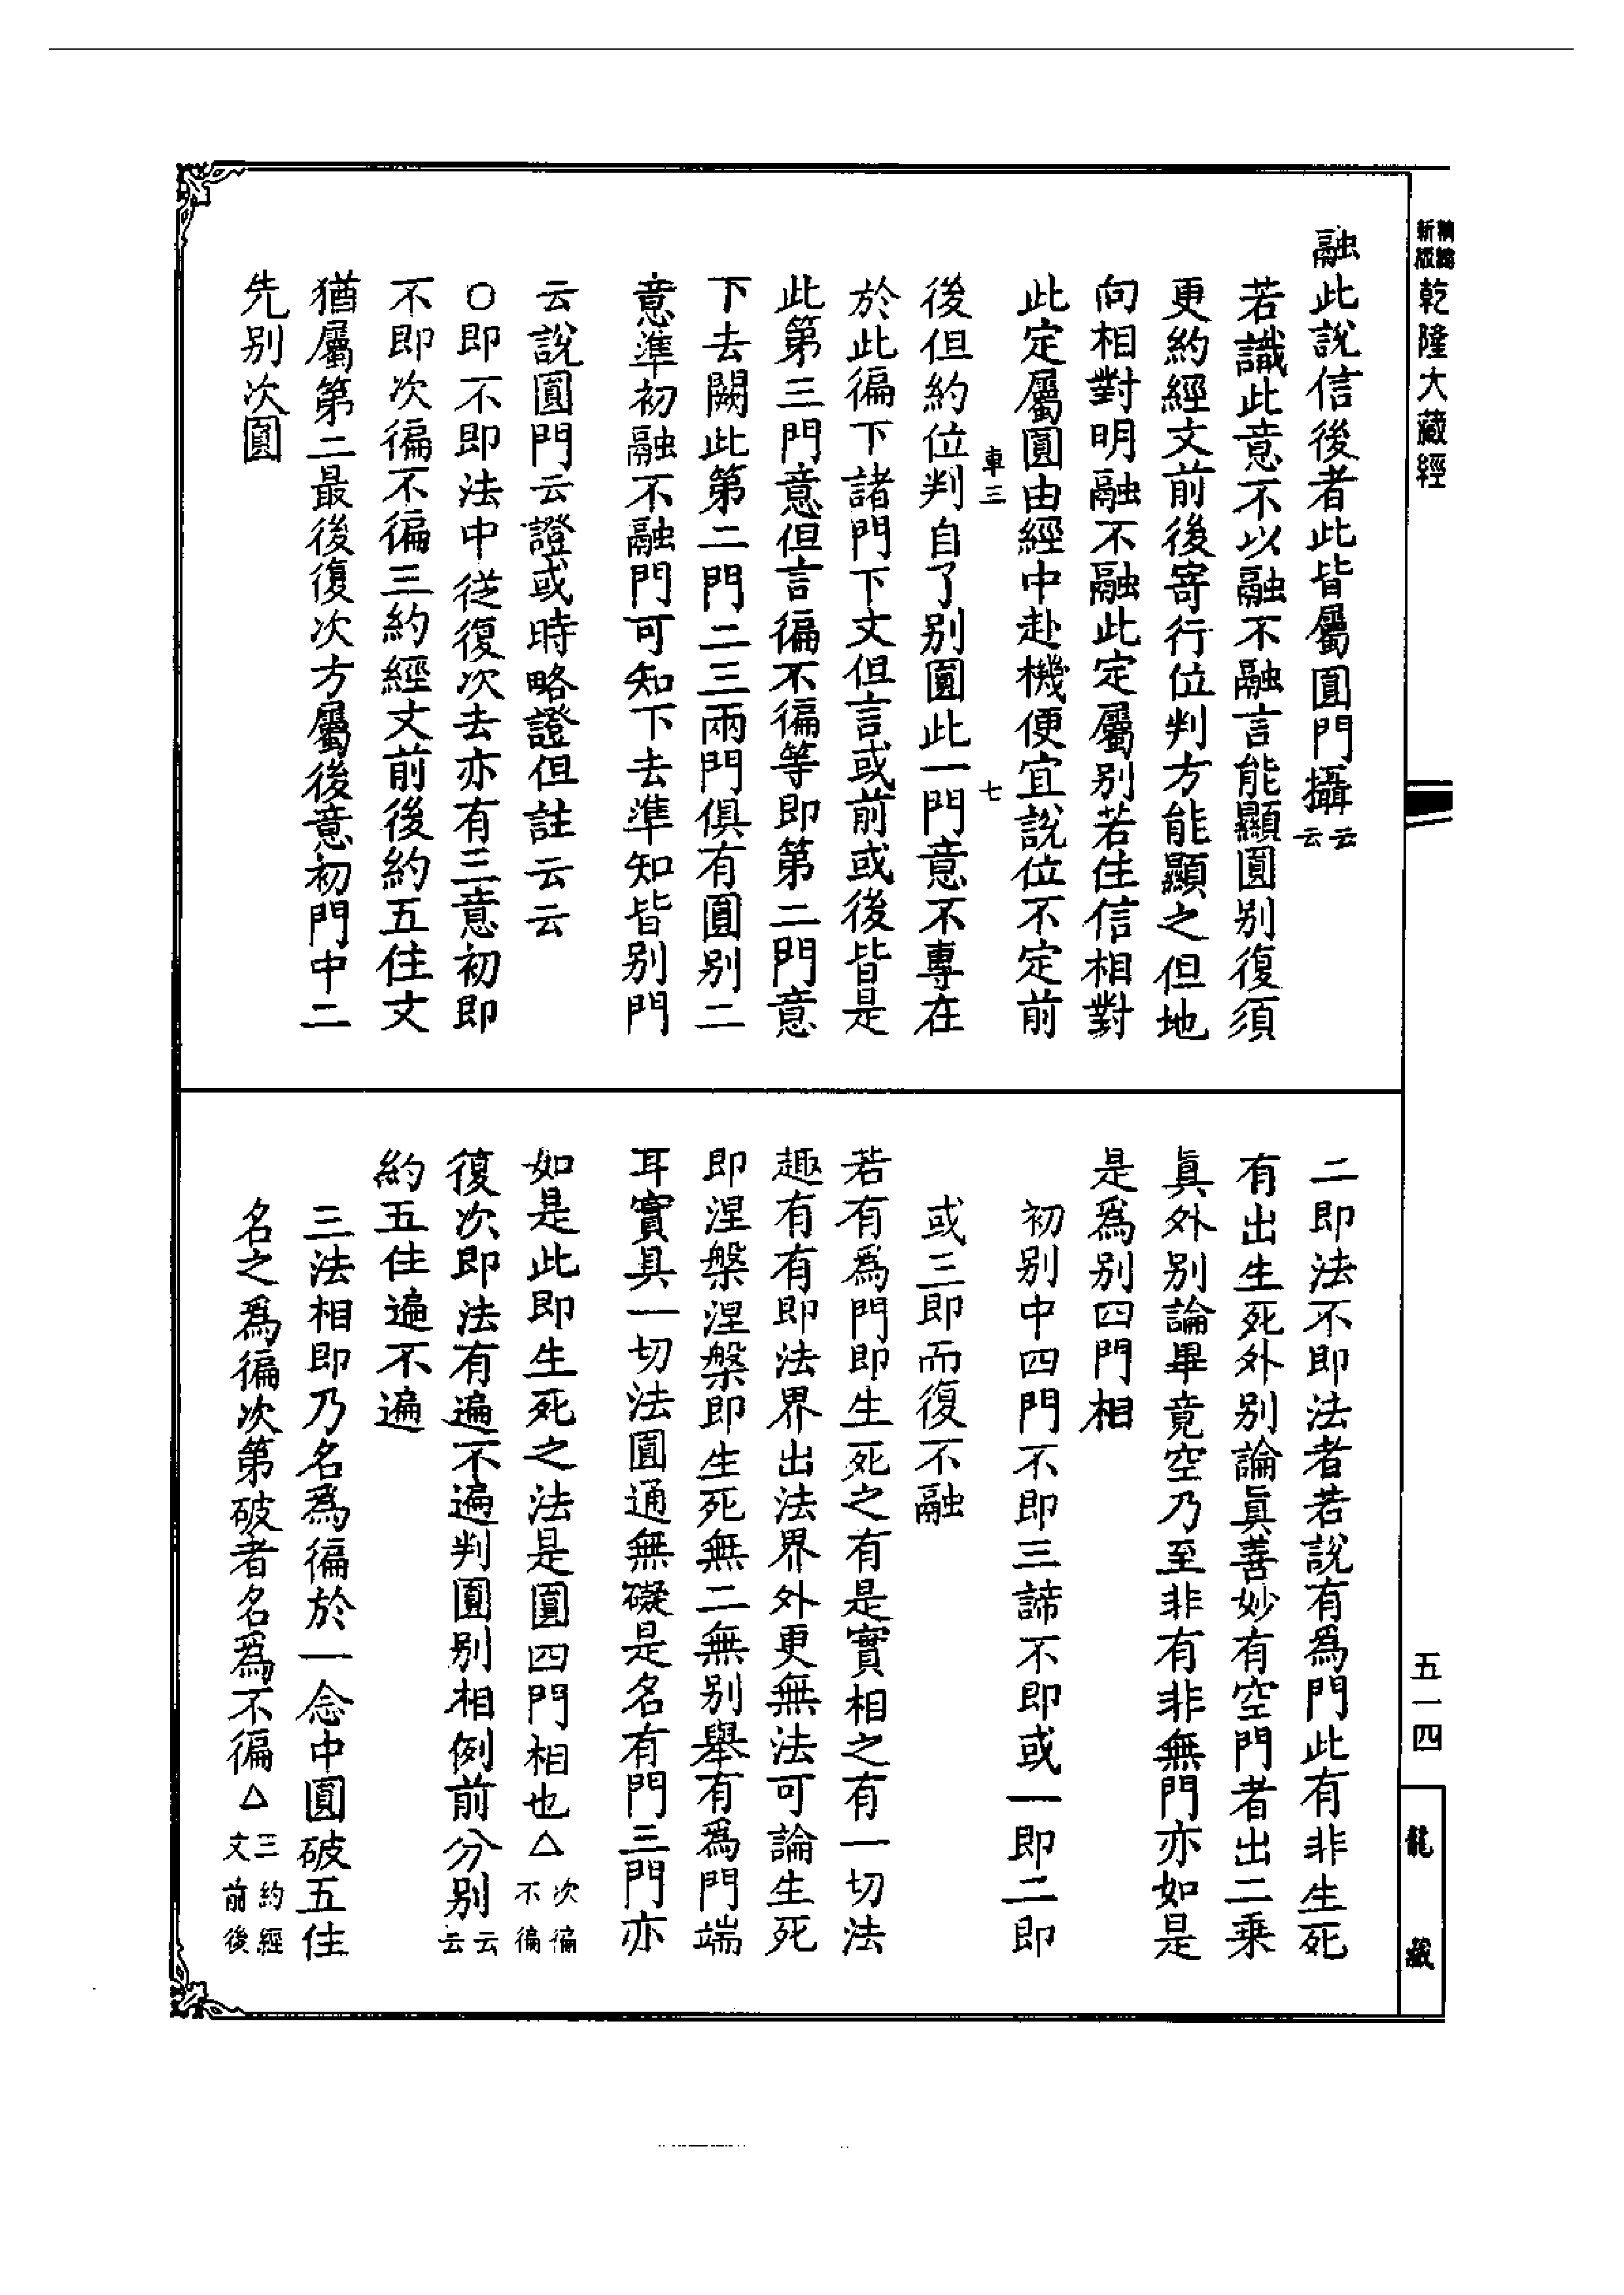 精縮新版乾隆大藏經
融此說信後者此皆屬圓門攝云云
若識此意不以融不融言能顯圓別復須
更約經文前後寄行位判方能顯之但地
向相對明融不融此定屬別若住信相對
此定屬圓由經中赴機便宜說位不定前
車三 七
後但約位判自了別圓此一門意不專在
於此徧下諸門下文但言或前或後皆是
此第三門意但言徧不徧等即第二門意
下去闕此第二門二三兩門俱有圓別二
意準初融不融門可知下去準知皆別門
云說圓門云證或時略證但註云云
○即不即法中從復次去亦有三意初即
不即次徧不徧三約經文前後約五住文
猶屬第二最後復次方屬後意初門中二
先別次圓
二即法不即法者若說有為門此有非生死
有出生死外別論真善妙有空門者出二乘
真外別論畢竟空乃至非有非無門亦如是
是為別四門相
初別中四門不即三諦不即或一即二即
或三即而復不融
若有為門即生死之有是實相之有一切法
趣有有即法界出法界外更無法可論生死
即涅槃涅槃即生死無二無別舉有為門端
耳實具一切法圓通無礙是名有門三門亦
如是此即生死之法是圓四門相也△次徧不徧
復次即法有遍不遍判圓別相例前分別云云
約五住遍不遍
三法相即乃名為徧於一念中圓破五住
名之為徧次第破者名為不徧△三約經文前後
五一四
龍藏